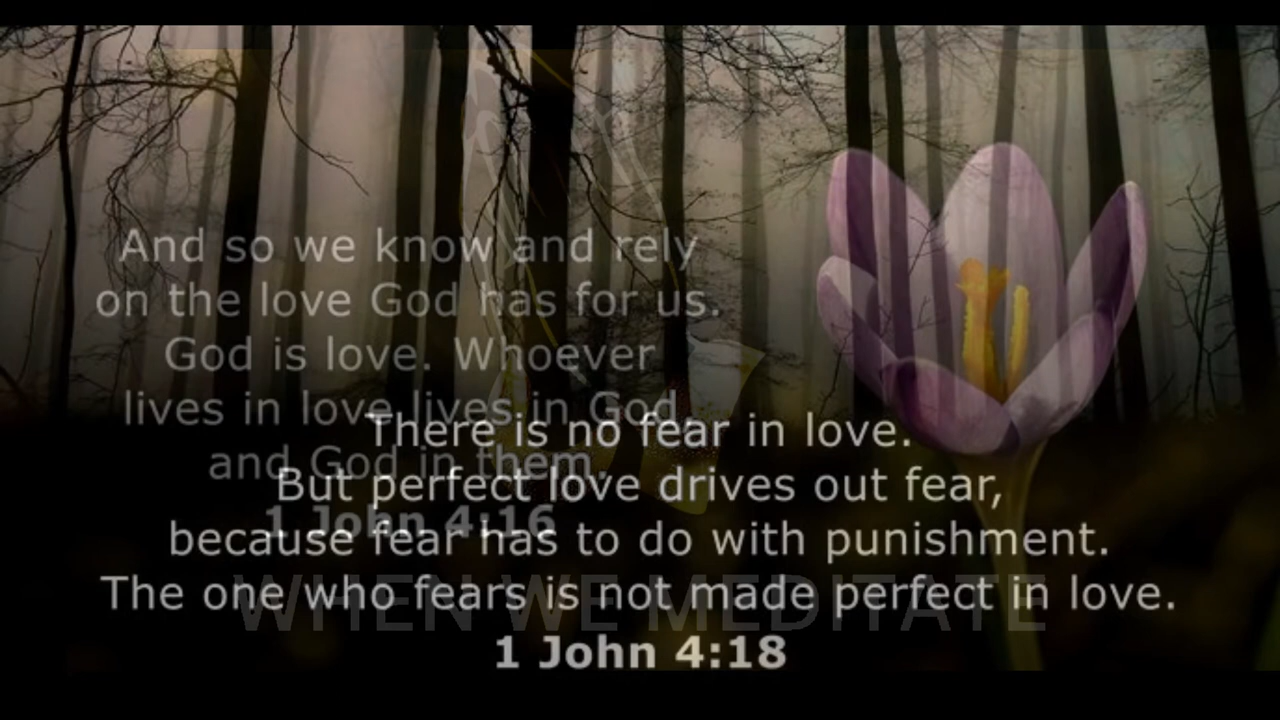 And so we know and rely
on the love God has for us.
God is love. Whoever
lives in love lives in God,
and God in them.
1 John 4:16
There is no fear in love.
But perfect love drives out fear,
because fear has to do with punishment.
The one who fears is not made perfect in love.
WHEN WE MEDITATE
1 John 4:18